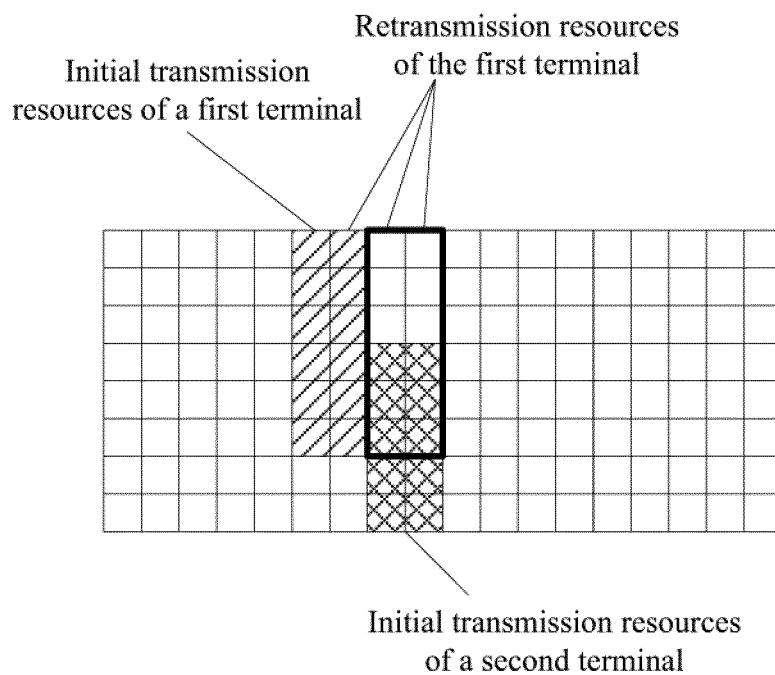 Retransmission resources
of the first terminal
Initial transmission
resources of a first terminal
Initial transmission resources
of a second terminal